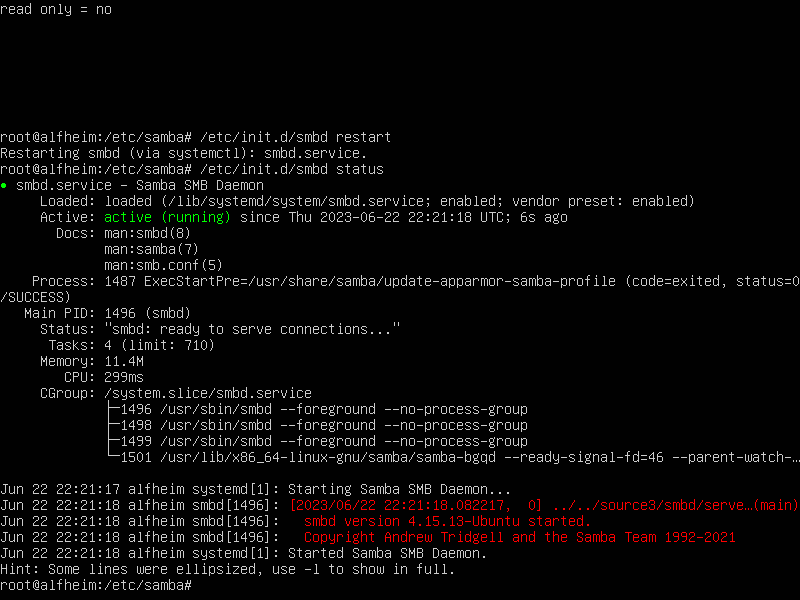 read only = no
root@alfheim:/etc/samba# /etc/init.d/smbd restart
Restarting smbd (via systemctl): smbd.service.
root@alfheim:/etc/samba# /etc/init.d/smbd status
● smbd.service - Samba SMB Daemon
     Loaded: loaded (/lib/systemd/system/smbd.service; enabled; vendor preset: enabled)
     Active: active (running) since Thu 2023-06-22 22:21:18 UTC; 6s ago
       Docs: man:smbd(8)
             man:samba(7)
             man:smb.conf(5)
    Process: 1487 ExecStartPre=/usr/share/samba/update-apparmor-samba-profile (code=exited, status=0
/SUCCESS)
   Main PID: 1496 (smbd)
     Status: "smbd: ready to serve connections..."
      Tasks: 4 (limit: 710)
     Memory: 11.4M
        CPU: 299ms
     CGroup: /system.slice/smbd.service
             ├─1496 /usr/sbin/smbd --foreground --no-process-group
             ├─1498 /usr/sbin/smbd --foreground --no-process-group
             ├─1499 /usr/sbin/smbd --foreground --no-process-group
             └─1501 /usr/lib/x86_64-linux-gnu/samba/samba-bgqd --ready-signal-fd=46 --parent-watch-…
Jun 22 22:21:17 alfheim systemd[1]: Starting Samba SMB Daemon...
Jun 22 22:21:18 alfheim smbd[1496]: [2023/06/22 22:21:18.082217,  0] ../../source3/smbd/serve…(main)
Jun 22 22:21:18 alfheim smbd[1496]:   smbd version 4.15.13-Ubuntu started.
Jun 22 22:21:18 alfheim smbd[1496]:   Copyright Andrew Tridgell and the Samba Team 1992-2021
Jun 22 22:21:18 alfheim systemd[1]: Started Samba SMB Daemon.
Hint: Some lines were ellipsized, use -l to show in full.
root@alfheim:/etc/samba#